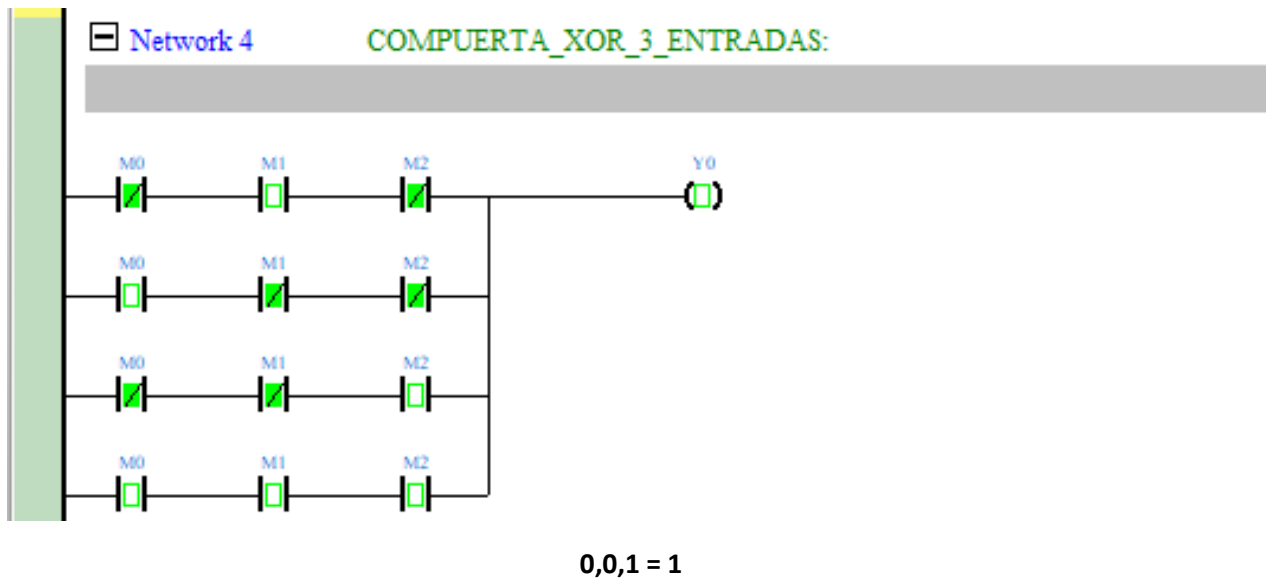 Network 4 COMPUERTA_XOR_3_ENTRADAS:
M0 M1 M2 Y0
M0 M1 M2
M0 M1 M2
M0 M1 M2
0,0,1 = 1